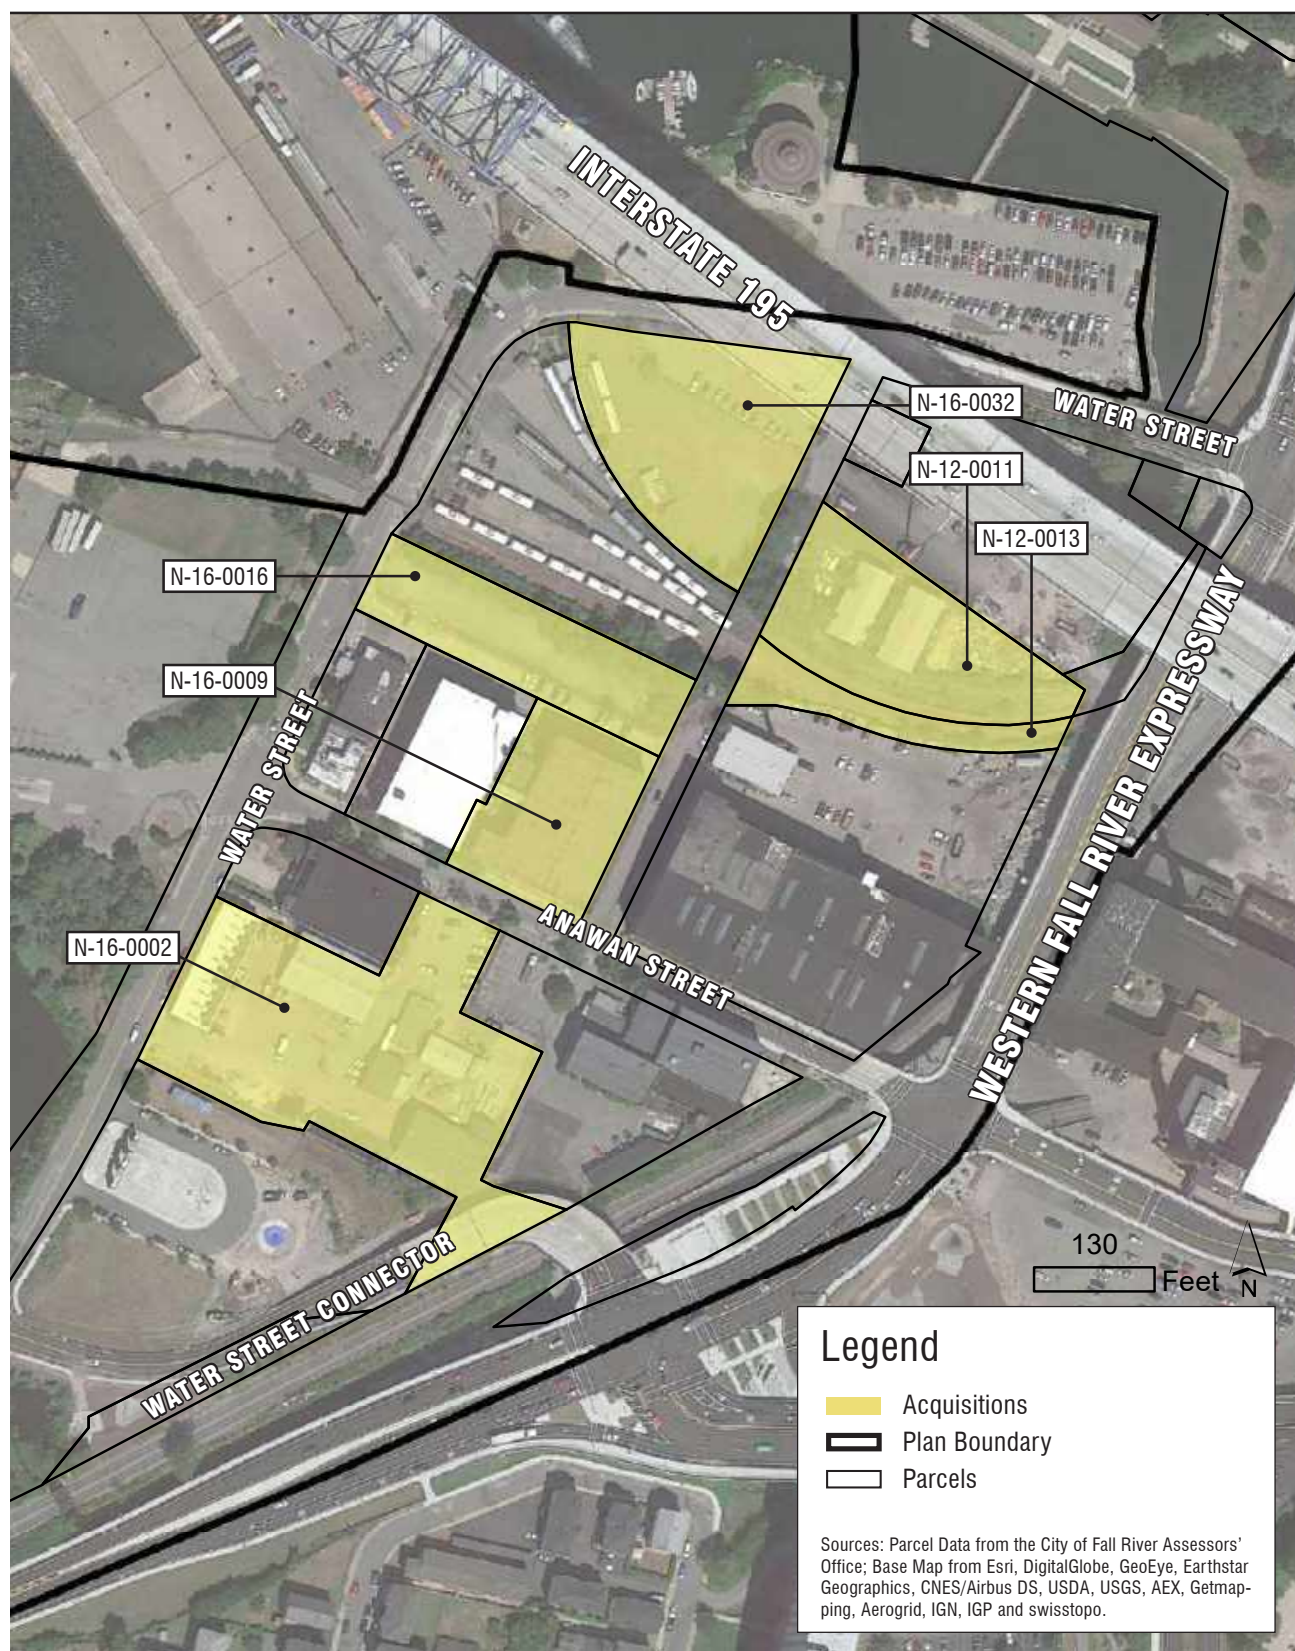 INTERSTATE 195
N-16-0032
WATER STREET
N-12-0011
N-12-0013
N-16-0016
N-16-0009
WATER STREET
WESTERN FALL RIVER EXPRESSWAY
ANAWAN STREET
N-16-0002
WATER STREET CONNECTOR
130
Feet
N
Legend
Acquisitions
Plan Boundary
Parcels
Sources: Parcel Data from the City of Fall River Assessors'
Office; Base Map from Esri, DigitalGlobe, GeoEye, Earthstar
Geographics, CNES/Airbus DS, USDA, USGS, AEX, Getmap-
ping, Aerogrid, IGN, IGP and swisstopo.